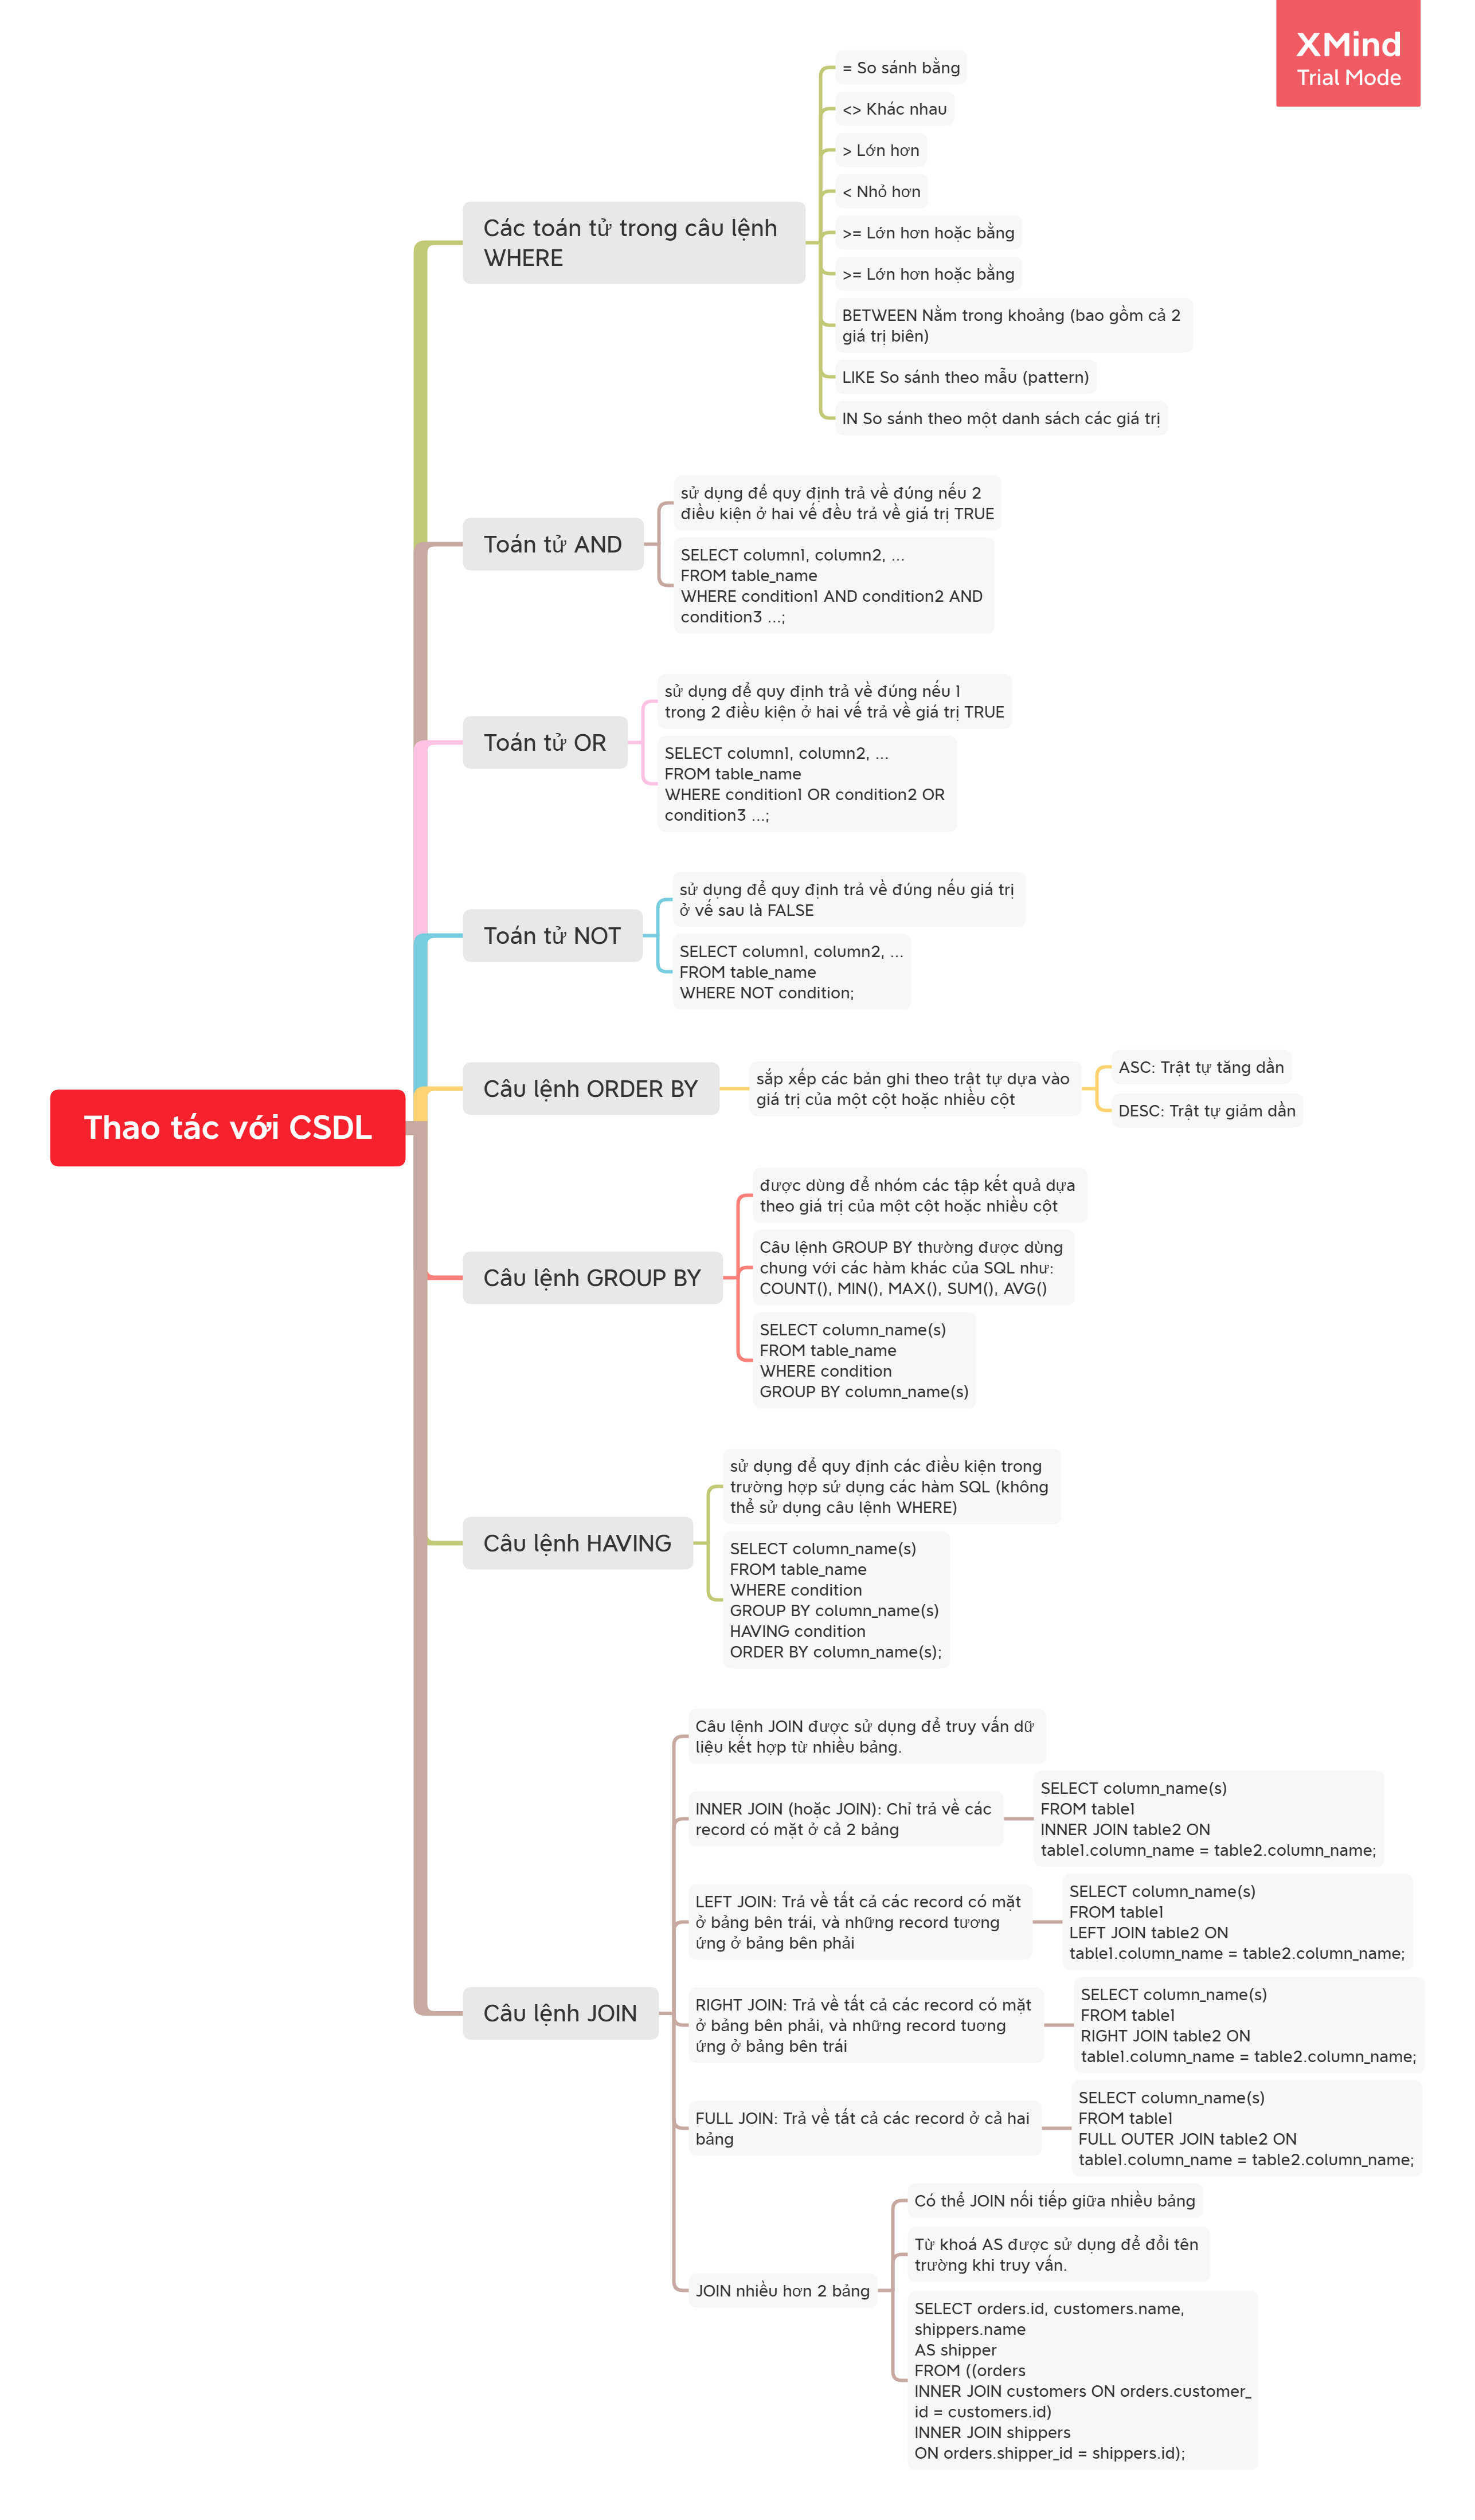 XMind
Trial Mode
Thao tác với CSDL
Các toán tử trong câu lệnh
WHERE
= So sánh bằng
<> Khác nhau
> Lớn hơn
< Nhỏ hơn
>= Lớn hơn hoặc bằng
>= Lớn hơn hoặc bằng
BETWEEN Nằm trong khoảng (bao gồm cả 2
giá trị biên)
LIKE So sánh theo mẫu (pattern)
IN So sánh theo một danh sách các giá trị
Toán tử AND
sử dụng để quy định trả về đúng nếu 2
điều kiện ở hai vế đều trả về giá trị TRUE
SELECT column1, column2, ...
FROM table_name
WHERE condition1 AND condition2 AND
condition3 ...;
Toán tử OR
sử dụng để quy định trả về đúng nếu 1
trong 2 điều kiện ở hai vế trả về giá trị TRUE
SELECT column1, column2, ...
FROM table_name
WHERE condition1 OR condition2 OR
condition3 ...;
Toán tử NOT
sử dụng để quy định trả về đúng nếu giá trị
ở vế sau là FALSE
SELECT column1, column2, ...
FROM table_name
WHERE NOT condition;
Câu lệnh ORDER BY
sắp xếp các bản ghi theo trật tự dựa vào
giá trị của một cột hoặc nhiều cột
ASC: Trật tự tăng dần
DESC: Trật tự giảm dần
Câu lệnh GROUP BY
được dùng để nhóm các tập kết quả dựa
theo giá trị của một cột hoặc nhiều cột
Câu lệnh GROUP BY thường được dùng
chung với các hàm khác của SQL như:
COUNT(), MIN(), MAX(), SUM(), AVG()
SELECT column_name(s)
FROM table_name
WHERE condition
GROUP BY column_name(s)
Câu lệnh HAVING
sử dụng để quy định các điều kiện trong
trường hợp sử dụng các hàm SQL (không
thể sử dụng câu lệnh WHERE)
SELECT column_name(s)
FROM table_name
WHERE condition
GROUP BY column_name(s)
HAVING condition
ORDER BY column_name(s);
Câu lệnh JOIN
Câu lệnh JOIN được sử dụng để truy vấn dữ
liệu kết hợp từ nhiều bảng.
INNER JOIN (hoặc JOIN): Chỉ trả về các
record có mặt ở cả 2 bảng
SELECT column_name(s)
FROM table1
INNER JOIN table2 ON
table1.column_name = table2.column_name;
LEFT JOIN: Trả về tất cả các record có mặt
ở bảng bên trái, và những record tương
ứng ở bảng bên phải
SELECT column_name(s)
FROM table1
LEFT JOIN table2 ON
table1.column_name = table2.column_name;
RIGHT JOIN: Trả về tất cả các record có mặt
ở bảng bên phải, và những record tương
ứng ở bảng bên trái
SELECT column_name(s)
FROM table1
RIGHT JOIN table2 ON
table1.column_name = table2.column_name;
FULL JOIN: Trả về tất cả các record ở cả hai
bảng
SELECT column_name(s)
FROM table1
FULL OUTER JOIN table2 ON
table1.column_name = table2.column_name;
JOIN nhiều hơn 2 bảng
Có thể JOIN nối tiếp giữa nhiều bảng
Từ khoá AS được sử dụng để đổi tên
trường khi truy vấn.
SELECT orders.id, customers.name,
shippers.name
AS shipper
FROM ((orders
INNER JOIN customers ON orders.customer_
id = customers.id)
INNER JOIN shippers
ON orders.shipper_id = shippers.id);